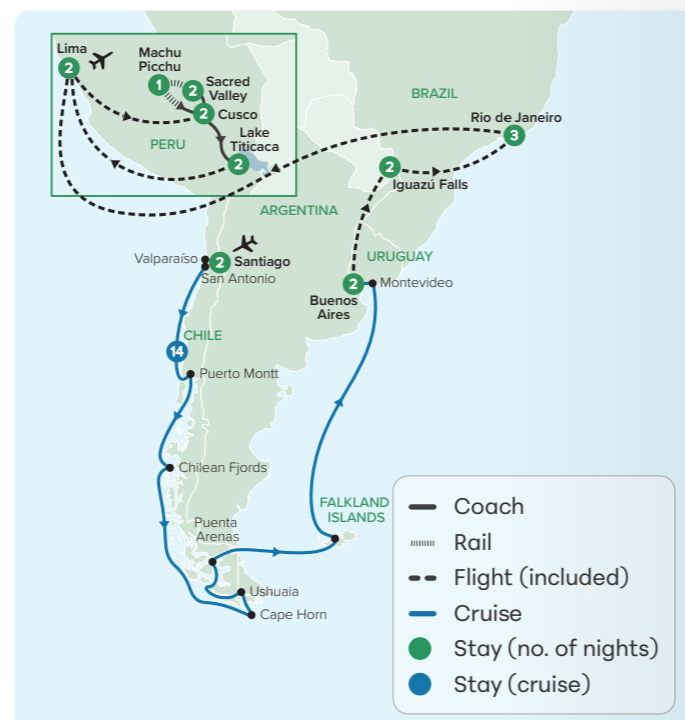 Lima
2
Machu
Picchu
1
2
Sacred
Valley
2
Cusco
PERU
Lake
Titicaca
2
BRAZIL
Rio de Janeiro
3
2
Iguazú Falls
ARGENTINA
URUGUAY
Valparaíso
2
Santiago
San Antonio
2
Montevideo
Buenos
Aires
CHILE
14
Puerto Montt
Chilean Fjords
FALKLAND
ISLANDS
Puenta
Arenas
Ushuaia
Cape Horn
Coach
Rail
Flight (included)
Cruise
Stay (no. of nights)
Stay (cruise)